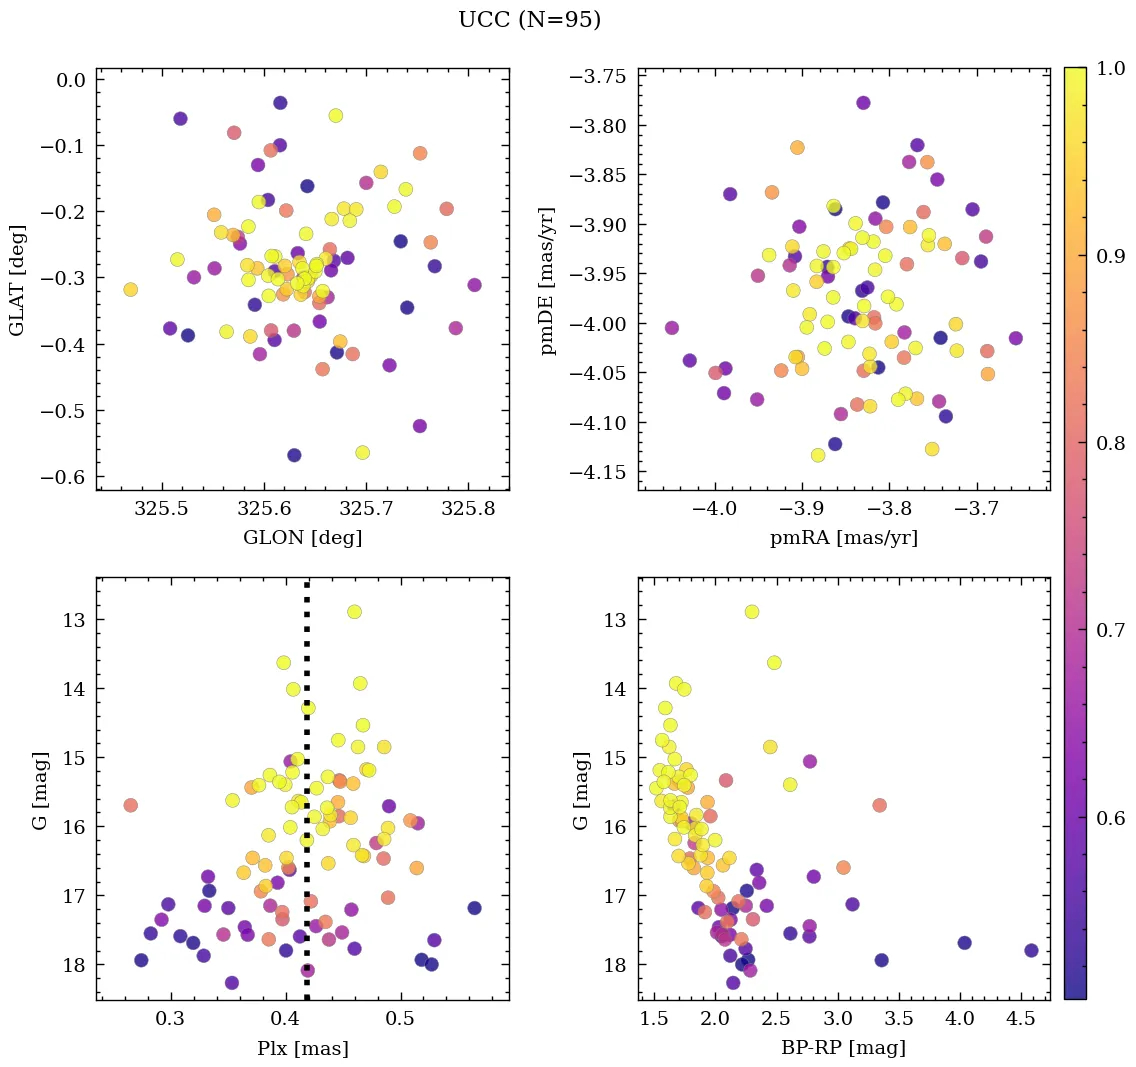 UCC (N=95)
0.0
−0.1
−0.2
−0.3
−0.4
−0.5
−0.6
GLAT [deg]
325.5 325.6 325.7 325.8
GLON [deg]
−3.75
−3.80
−3.85
−3.90
−3.95
−4.00
−4.05
−4.10
−4.15
pmDE [mas/yr]
−4.0 −3.9 −3.8 −3.7
pmRA [mas/yr]
13
14
15
16
17
18
G [mag]
0.3 0.4 0.5
Plx [mas]
13
14
15
16
17
18
G [mag]
1.5 2.0 2.5 3.0 3.5 4.0 4.5
BP-RP [mag]
1.0
0.9
0.8
0.7
0.6